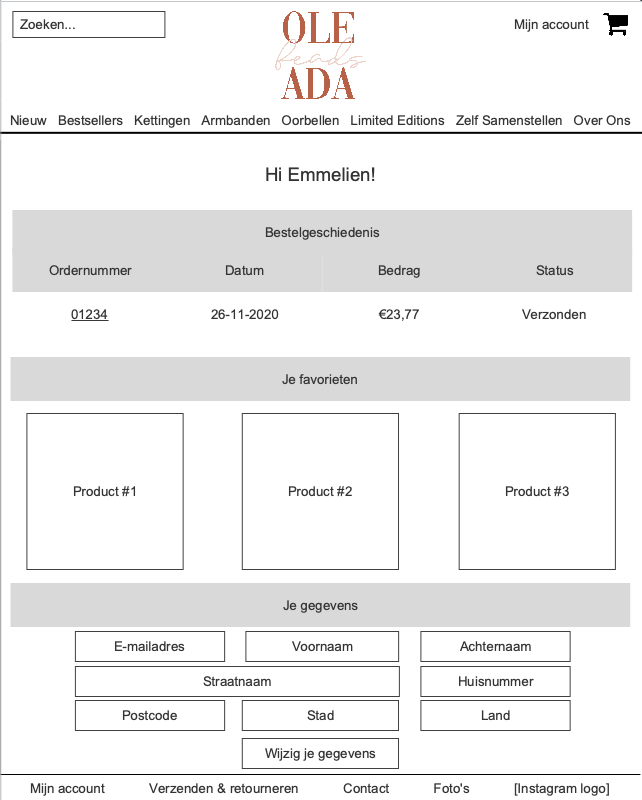 Zoeken... Mijn account
OLE
beads
ADA
Nieuw Bestsellers Kettingen Armbanden Oorbellen Limited Editions Zelf Samenstellen Over Ons
Hi Emmelien!
Bestelgeschiedenis
Ordernummer Datum Bedrag Status
01234 26-11-2020 €23,77 Verzonden
Je favorieten
Product #1 Product #2 Product #3
Je gegevens
E-mailadres Voornaam Achternaam
Straatnaam Huisnummer
Postcode Stad Land
Wijzig je gegevens
Mijn account Verzenden & retourneren Contact Foto's [Instagram logo]